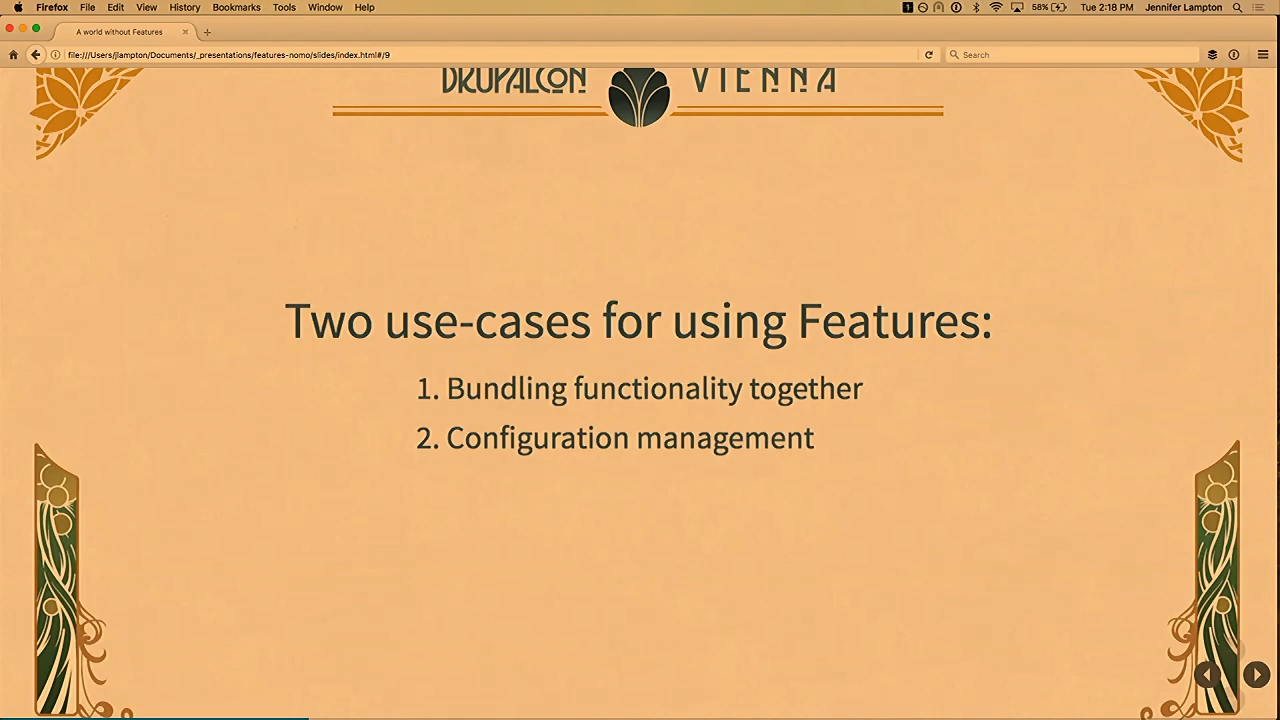 Firefox File Edit View History Bookmarks Tools Window Help 1 58% Tue 2:18 PM Jennifer Lampton
A world without Features
file:///Users/jlampton/Documents/_presentations/features-nomo/slides/index.html#/9 Search
DRUPALCON VIENNA
Two use-cases for using Features:
1. Bundling functionality together
2. Configuration management